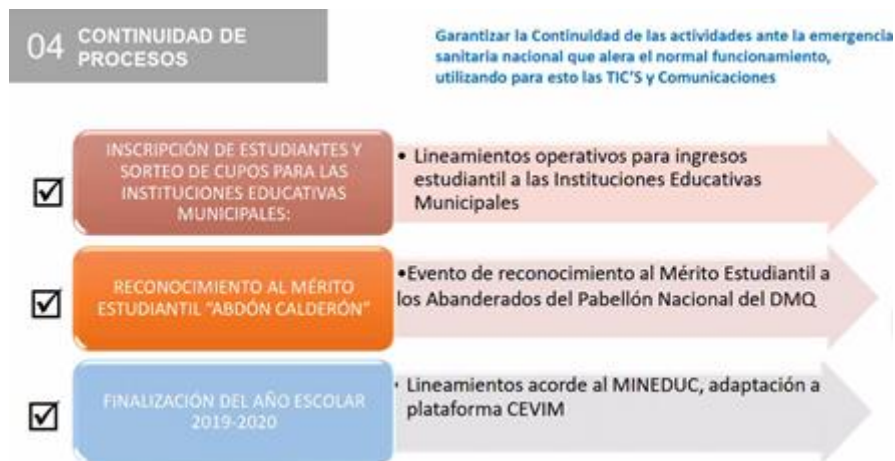 04 CONTINUIDAD DE
PROCESOS
Garantizar la Continuidad de las actividades ante la emergencia
sanitaria nacional que alera el normal funcionamiento,
utilizando para esto las TIC'S y Comunicaciones
INSCRIPCIÓN DE ESTUDIANTES Y
SORTEO DE CUPOS PARA LAS
INSTITUCIONES EDUCATIVAS
MUNICIPALES:
• Lineamientos operativos para ingresos
estudiantil a las Instituciones Educativas
Municipales
RECONOCIMIENTO AL MÉRITO
ESTUDIANTIL "ABDÓN CALDERÓN"
•Evento de reconocimiento al Mérito Estudiantil a
los Abanderados del Pabellón Nacional del DMQ
FINALIZACIÓN DEL AÑO ESCOLAR
2019-2020
· Lineamientos acorde al MINEDUC, adaptación a
plataforma CEVIM